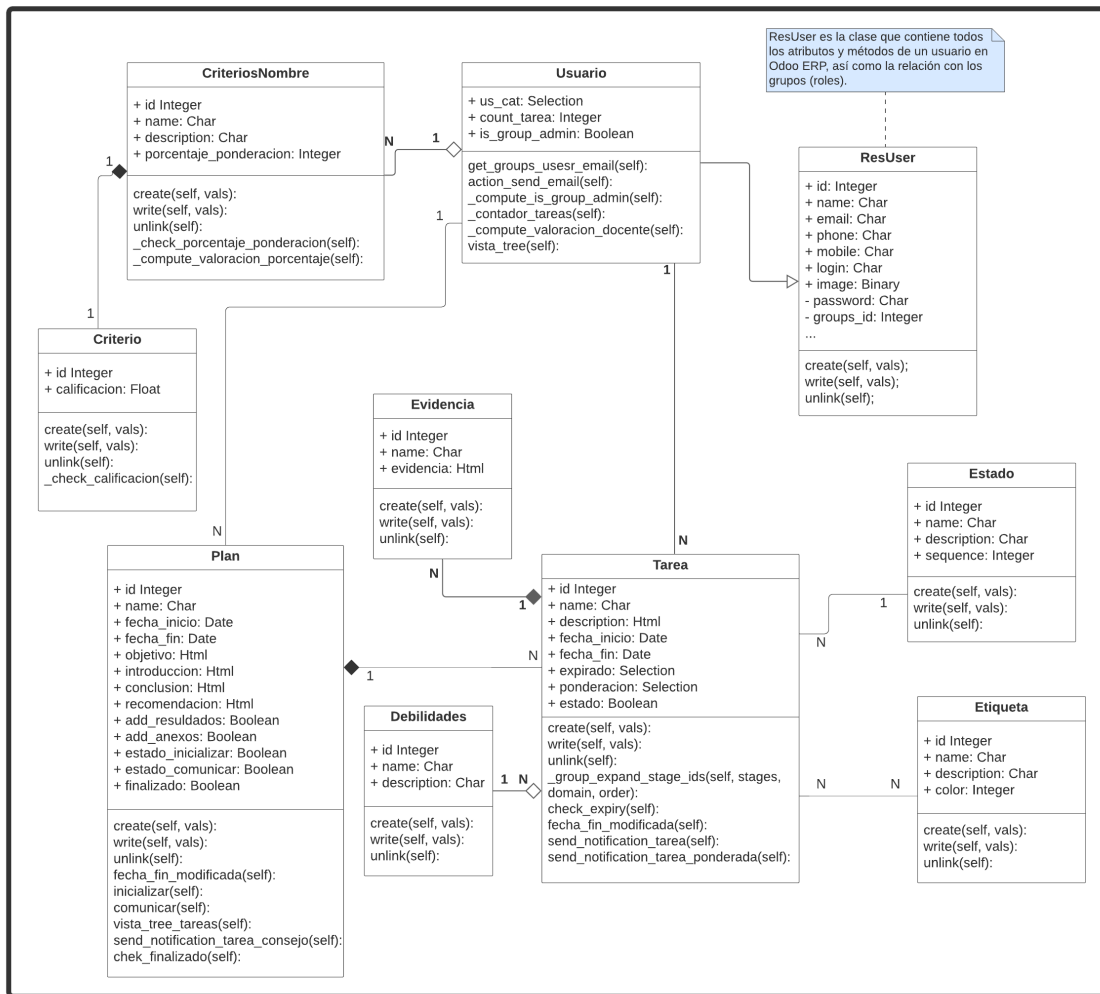 ResUser es la clase que contiene todos
los atributos y métodos de un usuario en
Odoo ERP, así como la relación con los
grupos (roles).
CriteriosNombre
+ id Integer
+ name: Char
+ description: Char
+ porcentaje_ponderacion: Integer
create(self, vals):
write(self, vals):
unlink(self):
_check_porcentaje_ponderacion(self):
_compute_valoracion_porcentaje(self):
N
1
Usuario
+ us_cat: Selection
+ count_tarea: Integer
+ is_group_admin: Boolean
get_groups_usesr_email(self):
action_send_email(self):
_compute_is_group_admin(self):
_contador_tareas(self):
_compute_valoracion_docente(self):
vista_tree(self):
ResUser
+ id: Integer
+ name: Char
+ email: Char
+ phone: Char
+ mobile: Char
+ login: Char
+ image: Binary
- password: Char
- groups_id: Integer
...
create(self, vals);
write(self, vals);
unlink(self);
1
1
1
1
Criterio
+ id Integer
+ calificacion: Float
create(self, vals):
write(self, vals):
unlink(self):
_check_calificacion(self):
Evidencia
+ id Integer
+ name: Char
+ evidencia: Html
create(self, vals):
write(self, vals):
unlink(self):
Estado
+ id Integer
+ name: Char
+ description: Char
+ sequence: Integer
create(self, vals):
write(self, vals):
unlink(self):
N
N
N
1
1
N
Plan
+ id Integer
+ name: Char
+ fecha_inicio: Date
+ fecha_fin: Date
+ objetivo: Html
+ introduccion: Html
+ conclusion: Html
+ recomendacion: Html
+ add_resuldados: Boolean
+ add_anexos: Boolean
+ estado_inicializar: Boolean
+ estado_comunicar: Boolean
+ finalizado: Boolean
create(self, vals):
write(self, vals):
unlink(self):
fecha_fin_modificada(self):
inicializar(self):
comunicar(self):
vista_tree_tareas(self):
send_notification_tarea_consejo(self):
chek_finalizado(self):
1
N
Debilidades
+ id Integer
+ name: Char
+ description: Char
create(self, vals):
write(self, vals):
unlink(self):
1 N
Tarea
+ id Integer
+ name: Char
+ description: Html
+ fecha_inicio: Date
+ fecha_fin: Date
+ expirado: Selection
+ ponderacion: Selection
+ estado: Boolean
create(self, vals):
write(self, vals):
unlink(self):
_group_expand_stage_ids(self, stages,
domain, order):
check_expiry(self):
fecha_fin_modificada(self):
send_notification_tarea(self):
send_notification_tarea_ponderada(self):
N
N
Etiqueta
+ id Integer
+ name: Char
+ description: Char
+ color: Integer
create(self, vals):
write(self, vals):
unlink(self):